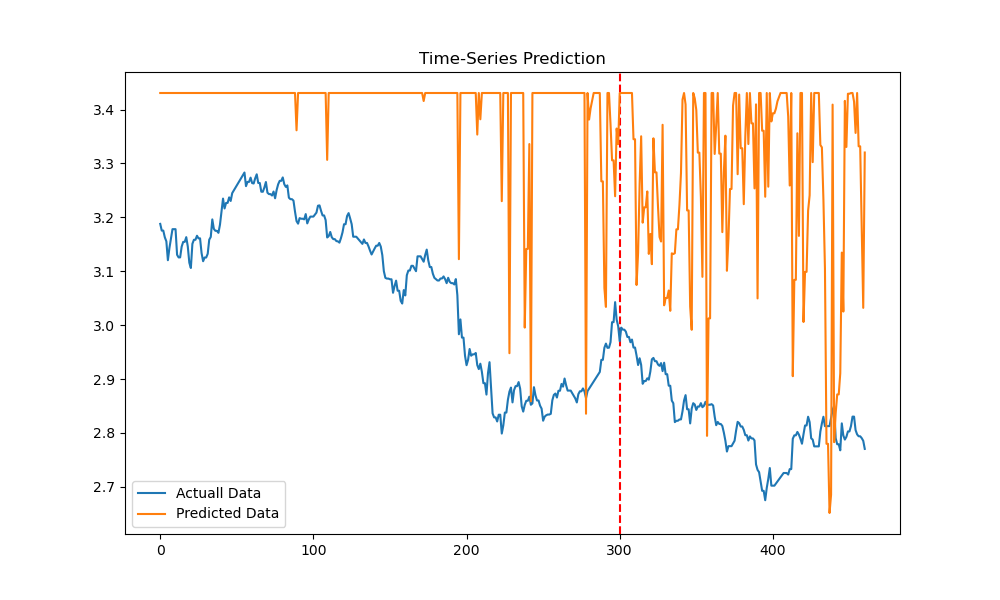 Time-Series Prediction
3.4
3.3
3.2
3.1
3.0
2.9
2.8
2.7
Actuall Data
Predicted Data
0 100 200 300 400